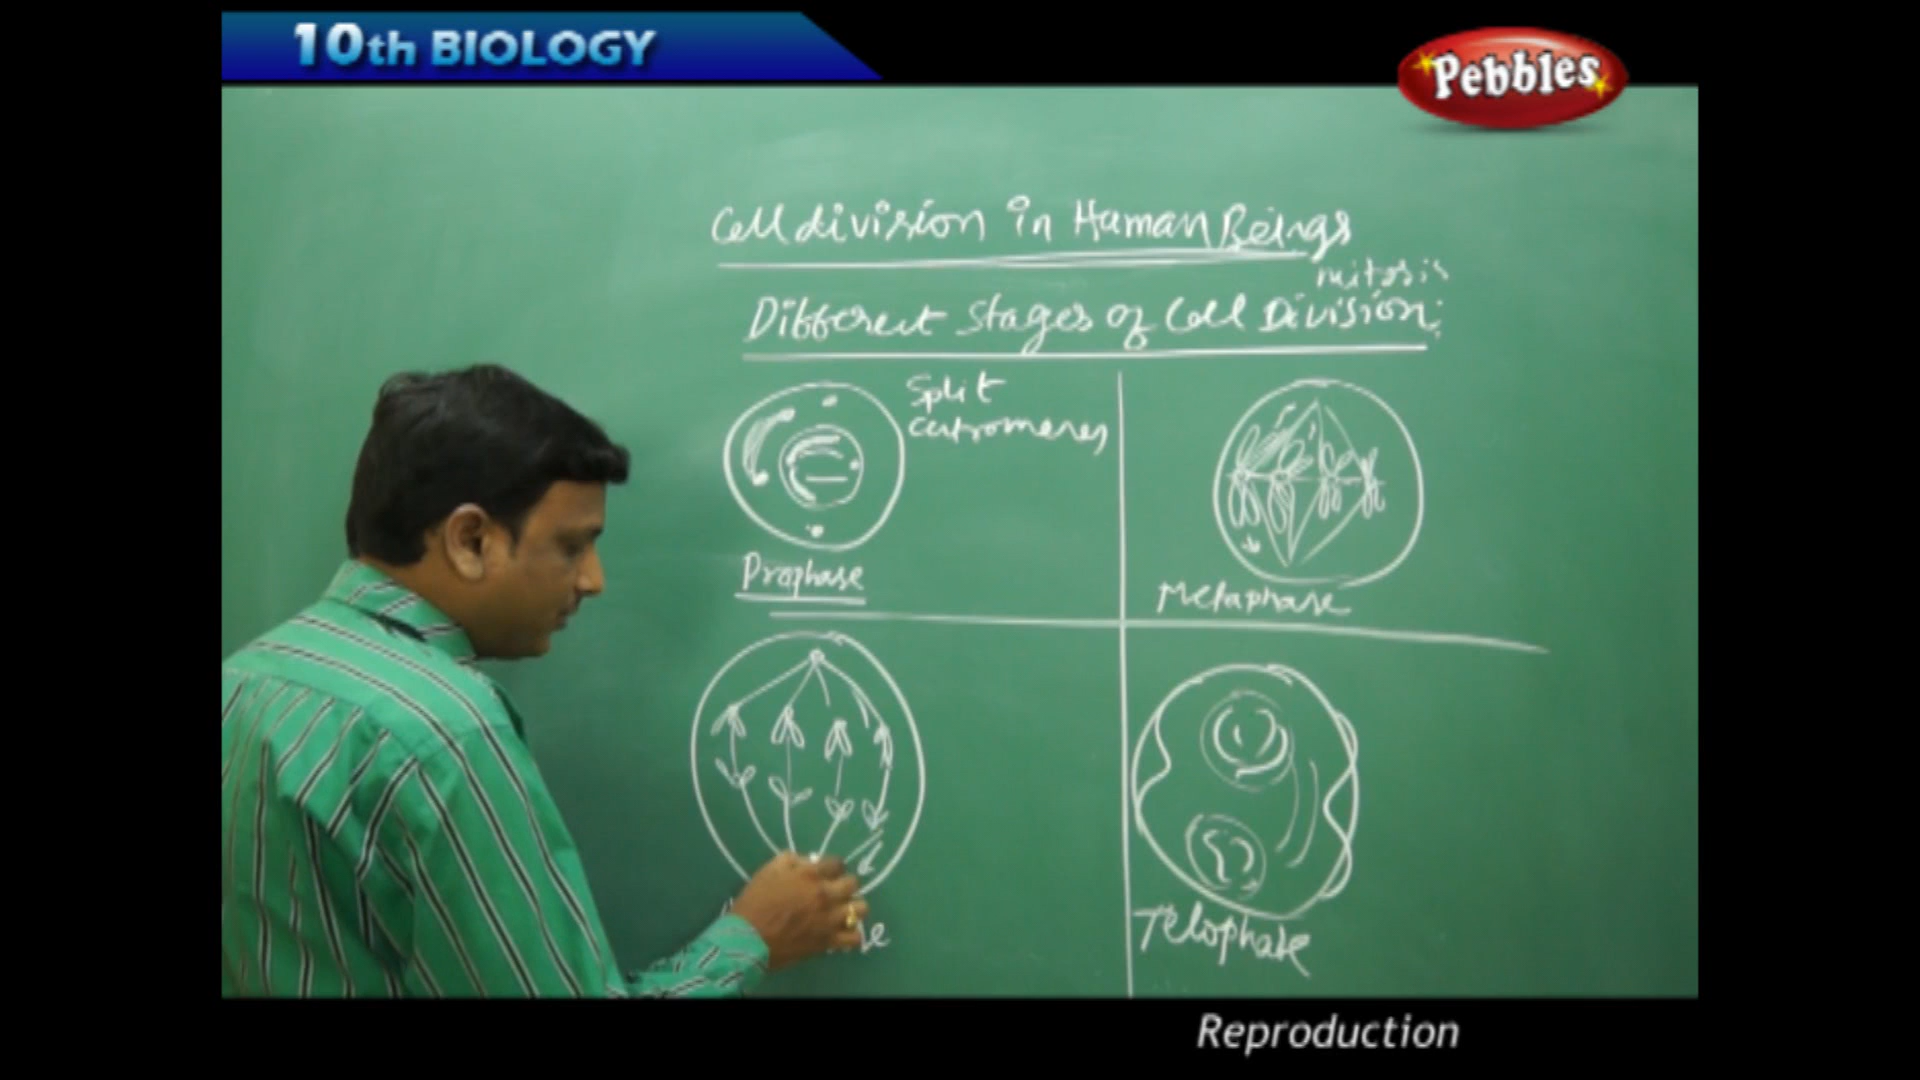 10th BIOLOGY
Pebbles
Cell division in Human Beings
mitosis
Different Stages of Cell Division:
Split
centromeres
Prophase
Metaphase
Telophase
Reproduction